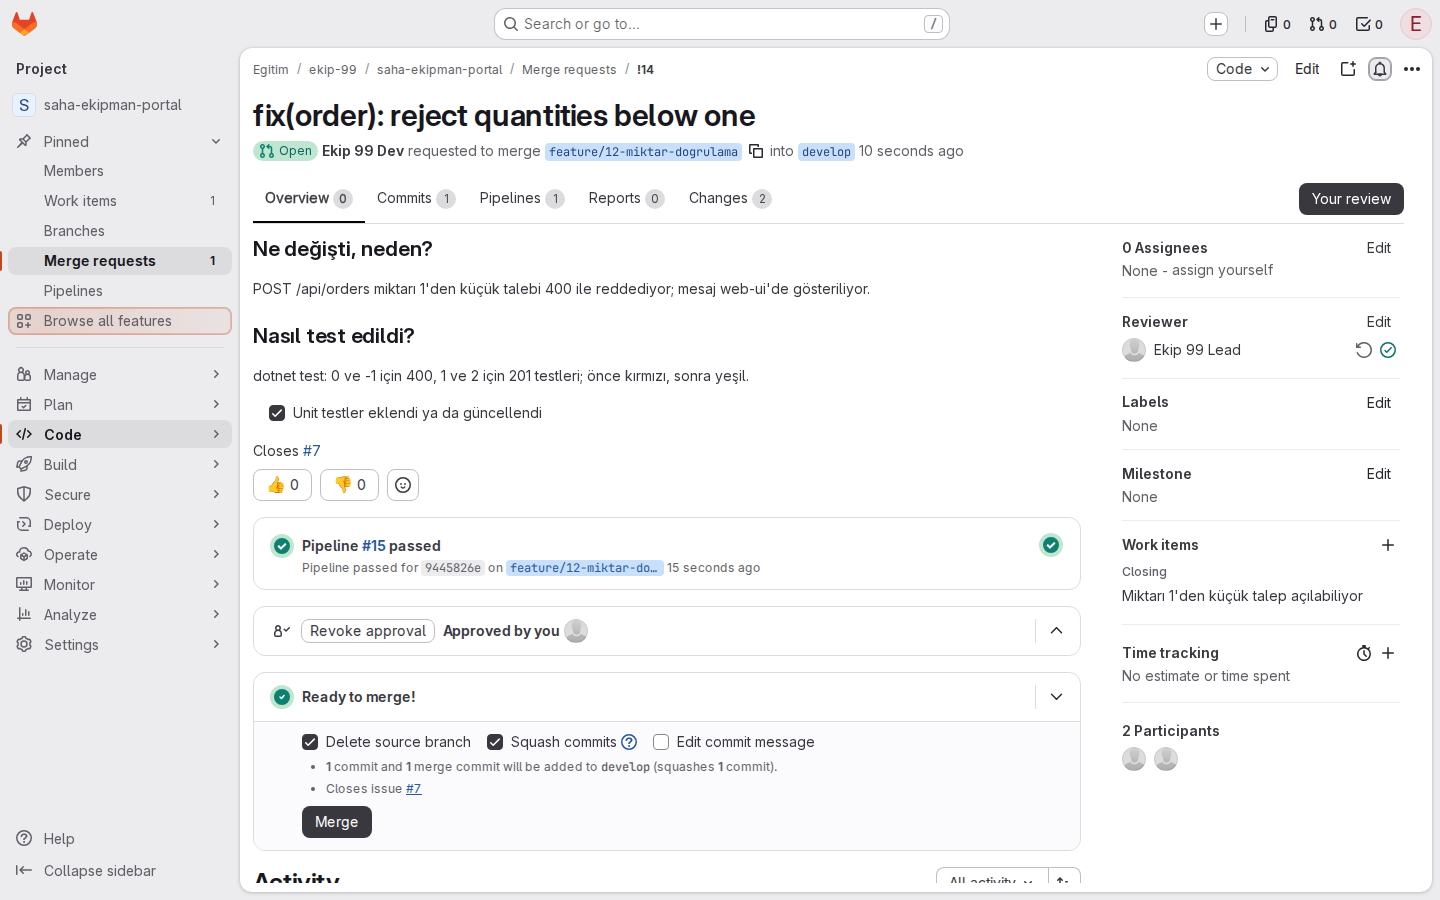 Search or go to...
/
0
0
0
E
Project
S saha-ekipman-portal
Pinned
Members
Work items 1
Branches
Merge requests 1
Pipelines
Browse all features
Manage
Plan
Code
Build
Secure
Deploy
Operate
Monitor
Analyze
Settings
Help
Collapse sidebar
Egitim / ekip-99 / saha-ekipman-portal / Merge requests / !14
Code
Edit
fix(order): reject quantities below one
Open Ekip 99 Dev requested to merge feature/12-miktar-dogrulama into develop 10 seconds ago
Overview 0 Commits 1 Pipelines 1 Reports 0 Changes 2
Your review
Ne değişti, neden?
POST /api/orders miktarı 1'den küçük talebi 400 ile reddediyor; mesaj web-ui'de gösteriliyor.
Nasıl test edildi?
dotnet test: 0 ve -1 için 400, 1 ve 2 için 201 testleri; önce kırmızı, sonra yeşil.
Unit testler eklendi ya da güncellendi
Closes #7
👍 0 👎 0
Pipeline #15 passed
Pipeline passed for 9445826e on feature/12-miktar-do… 15 seconds ago
Revoke approval Approved by you
Ready to merge!
Delete source branch Squash commits ? Edit commit message
1 commit and 1 merge commit will be added to develop (squashes 1 commit).
Closes issue #7
Merge
Activity
All activity
0 Assignees Edit
None - assign yourself
Reviewer Edit
Ekip 99 Lead
Labels Edit
None
Milestone Edit
None
Work items
Closing
Miktarı 1'den küçük talep açılabiliyor
Time tracking
No estimate or time spent
2 Participants